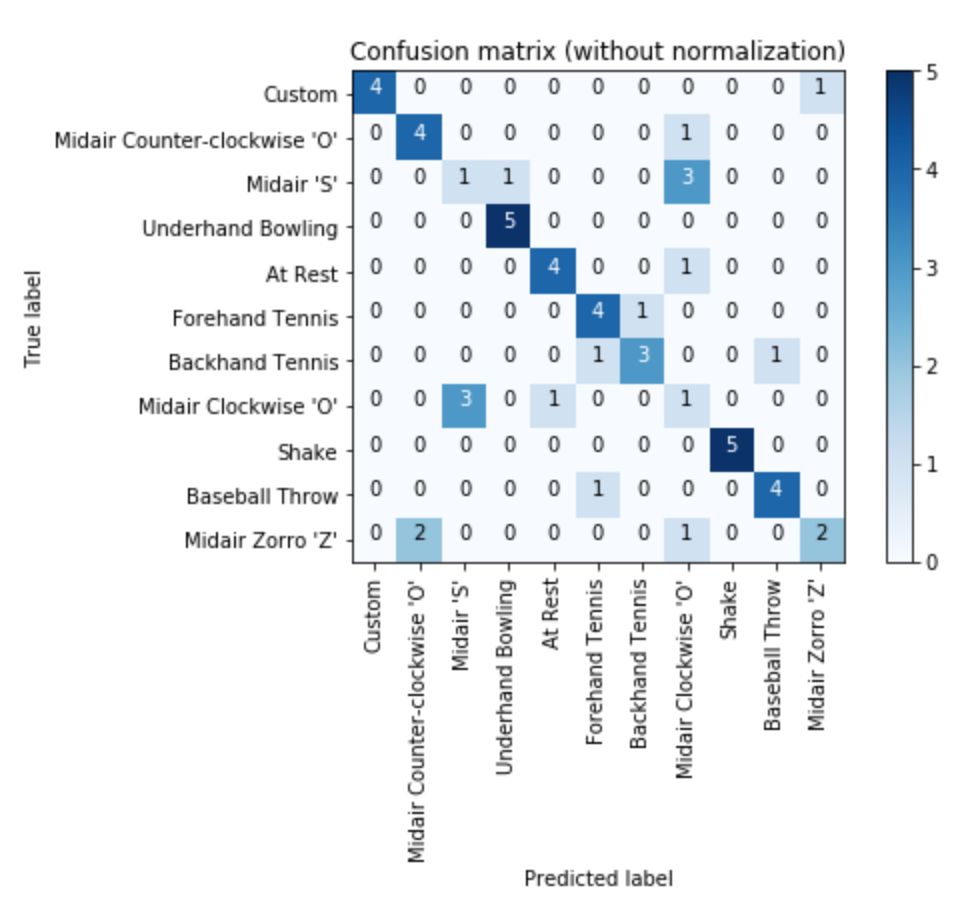 Confusion matrix (without normalization)
Custom 4 0 0 0 0 0 0 0 0 0 1
Midair Counter-clockwise 'O' 0 4 0 0 0 0 0 1 0 0 0
Midair 'S' 0 0 1 1 0 0 0 3 0 0 0
Underhand Bowling 0 0 0 5 0 0 0 0 0 0 0
At Rest 0 0 0 0 4 0 0 1 0 0 0
Forehand Tennis 0 0 0 0 0 4 1 0 0 0 0
Backhand Tennis 0 0 0 0 0 1 3 0 0 1 0
Midair Clockwise 'O' 0 0 3 0 1 0 0 1 0 0 0
Shake 0 0 0 0 0 0 0 0 5 0 0
Baseball Throw 0 0 0 0 0 1 0 0 0 4 0
Midair Zorro 'Z' 0 2 0 0 0 0 0 1 0 0 2
True label
Custom
Midair Counter-clockwise 'O'
Midair 'S'
Underhand Bowling
At Rest
Forehand Tennis
Backhand Tennis
Midair Clockwise 'O'
Shake
Baseball Throw
Midair Zorro 'Z'
Predicted label
5
4
3
2
1
0